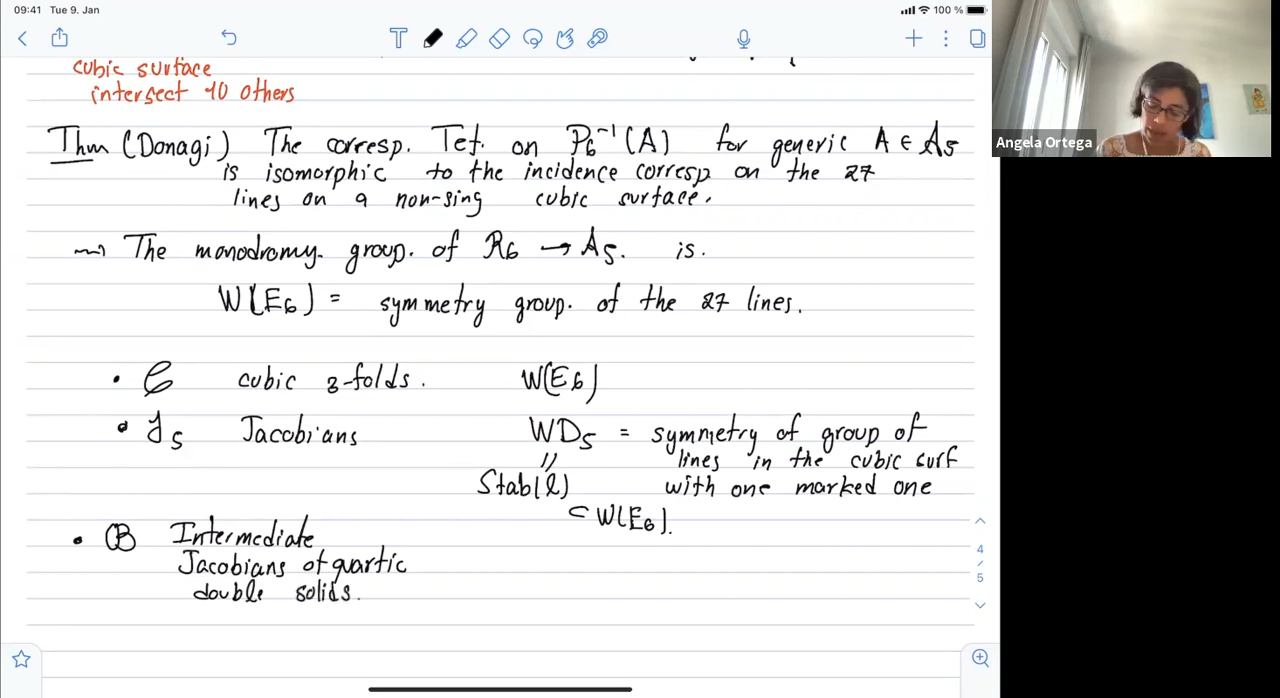 09:41 Tue 9. Jan
100 %
cubic surface
intersect 10 others
Thm (Donagi) The corresp. Tet. on P₆⁻¹(A) for generic A ∈ A₅
is isomorphic to the incidence corresp on the 27
lines on a non-sing cubic surface.
⇝ The monodromy group. of R₆ → A₅. is.
W(E₆) = symmetry group. of the 27 lines.
• C cubic 3-folds. W(E₆)
• J₅ Jacobians WD₅ = symmetry of group of
lines in the cubic surf
Stab(l) with one marked one
⊂ W(E₆).
• B Intermediate
Jacobians of quartic
double solids.
4
5
Angela Ortega